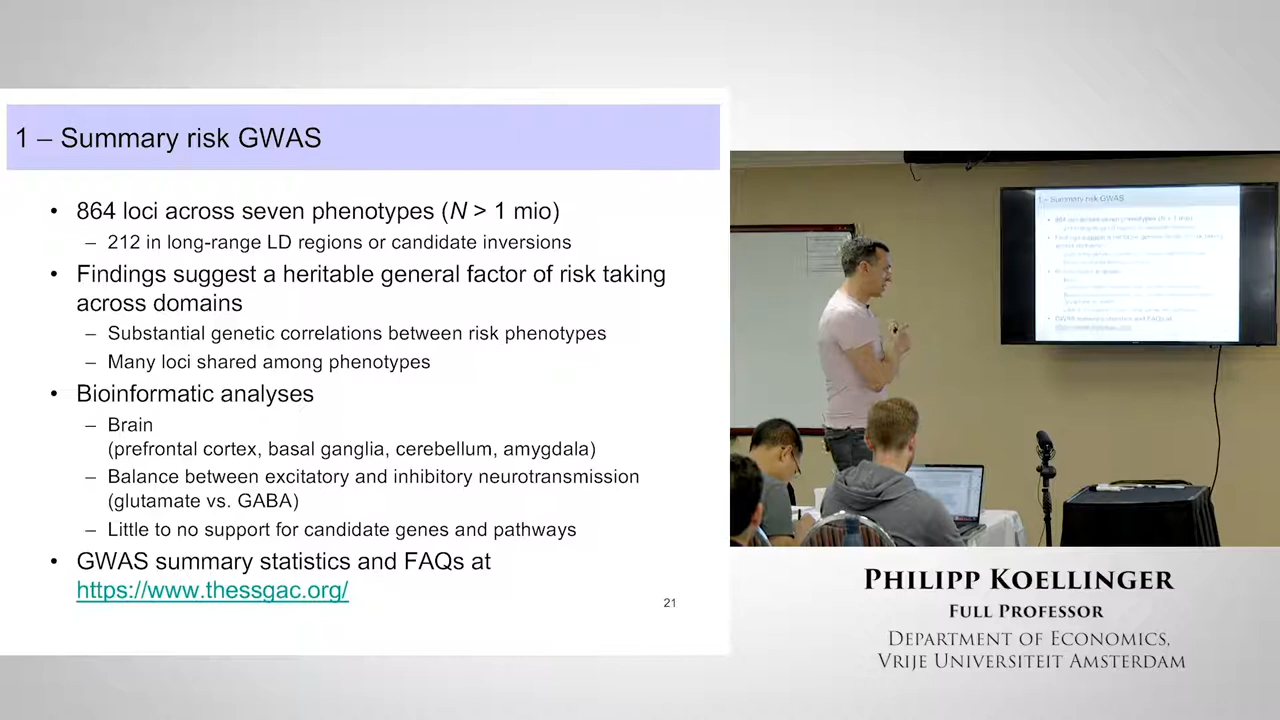 1 – Summary risk GWAS
• 864 loci across seven phenotypes (N > 1 mio)
– 212 in long-range LD regions or candidate inversions
• Findings suggest a heritable general factor of risk taking
across domains
– Substantial genetic correlations between risk phenotypes
– Many loci shared among phenotypes
• Bioinformatic analyses
– Brain
(prefrontal cortex, basal ganglia, cerebellum, amygdala)
– Balance between excitatory and inhibitory neurotransmission
(glutamate vs. GABA)
– Little to no support for candidate genes and pathways
• GWAS summary statistics and FAQs at
https://www.thessgac.org/
21
1 – Summary risk GWAS
Philipp Koellinger
Full Professor
Department of Economics,
Vrije Universiteit Amsterdam